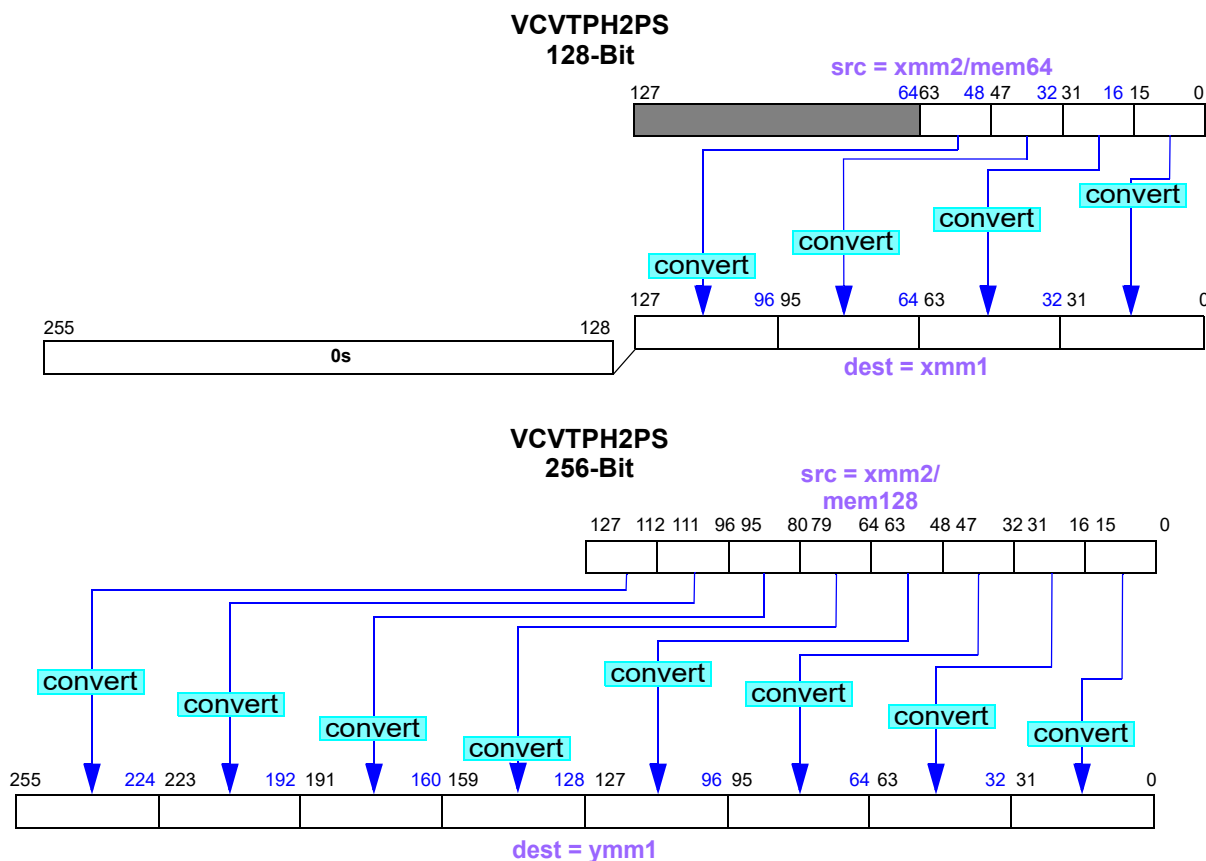 VCVTPH2PS
128-Bit
src = xmm2/mem64
127 64 63 48 47 32 31 16 15 0
convert
convert
convert
convert
127 96 95 64 63 32 31 0
255 128
0s
dest = xmm1
VCVTPH2PS
256-Bit
src = xmm2/
mem128
127 112 111 96 95 80 79 64 63 48 47 32 31 16 15 0
convert convert convert convert convert convert convert convert
255 224 223 192 191 160 159 128 127 96 95 64 63 32 31 0
dest = ymm1